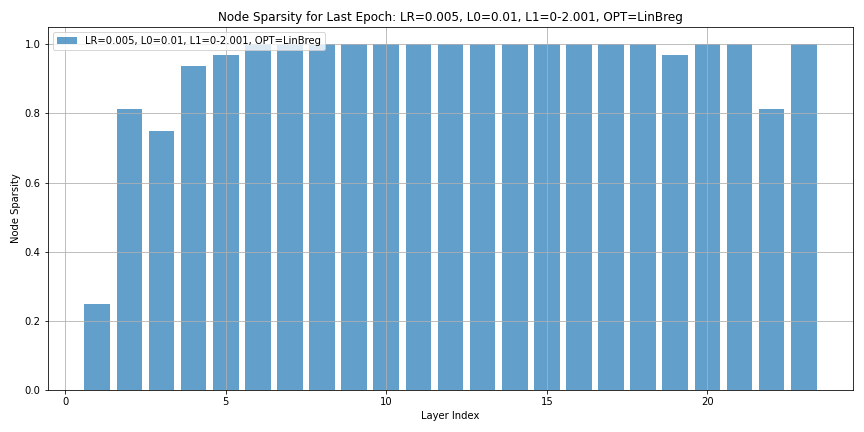 Node Sparsity for Last Epoch: LR=0.005, L0=0.01, L1=0-2.001, OPT=LinBreg
LR=0.005, L0=0.01, L1=0-2.001, OPT=LinBreg
1.0
0.8
0.6
0.4
0.2
0.0
Node Sparsity
0 5 10 15 20
Layer Index